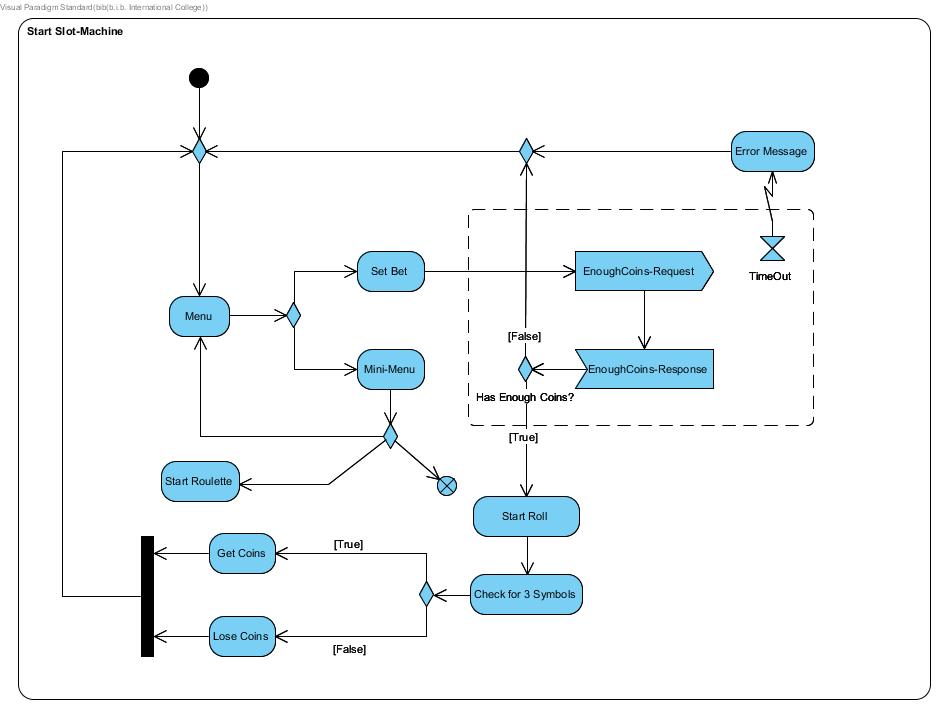 Visual Paradigm Standard(bib(b.i.b. International College))
Start Slot-Machine
Error Message
Set Bet
EnoughCoins-Request
TimeOut
Menu
[False]
Mini-Menu
EnoughCoins-Response
Has Enough Coins?
[True]
Start Roulette
Start Roll
[True]
Get Coins
Check for 3 Symbols
Lose Coins
[False]